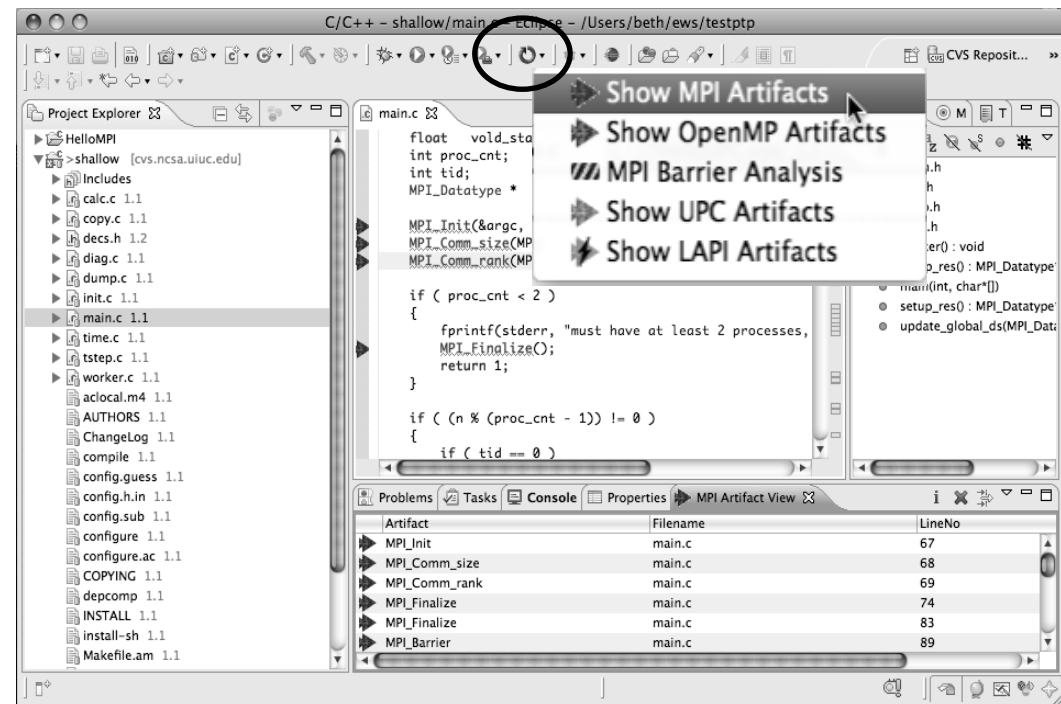 C/C++ – shallow/main.c – Eclipse – /Users/beth/ews/testptp
CVS Reposit... »
Project Explorer
HelloMPI
>shallow [cvs.ncsa.uiuc.edu]
Includes
calc.c 1.1
copy.c 1.1
decs.h 1.2
diag.c 1.1
dump.c 1.1
init.c 1.1
main.c 1.1
time.c 1.1
tstep.c 1.1
worker.c 1.1
aclocal.m4 1.1
AUTHORS 1.1
ChangeLog 1.1
compile 1.1
config.guess 1.1
config.h.in 1.1
config.sub 1.1
configure 1.1
configure.ac 1.1
COPYING 1.1
depcomp 1.1
INSTALL 1.1
install-sh 1.1
Makefile.am 1.1
main.c
float vold_sta
int proc_cnt;
int tid;
MPI_Datatype *
MPI_Init(&argc,
MPI_Comm_size(MP
MPI_Comm_rank(MP
if ( proc_cnt < 2 )
{
fprintf(stderr, "must have at least 2 processes,
MPI_Finalize();
return 1;
}
if ( (n % (proc_cnt - 1)) != 0 )
{
if ( tid == 0 )
Show MPI Artifacts
Show OpenMP Artifacts
MPI Barrier Analysis
Show UPC Artifacts
Show LAPI Artifacts
M
T
.h
h
.h
.h
er() : void
_res() : MPI_Datatype
main(int, char*[])
setup_res() : MPI_Datatype
update_global_ds(MPI_Data
Problems Tasks Console Properties MPI Artifact View
Artifact Filename LineNo
MPI_Init main.c 67
MPI_Comm_size main.c 68
MPI_Comm_rank main.c 69
MPI_Finalize main.c 74
MPI_Finalize main.c 83
MPI_Barrier main.c 89